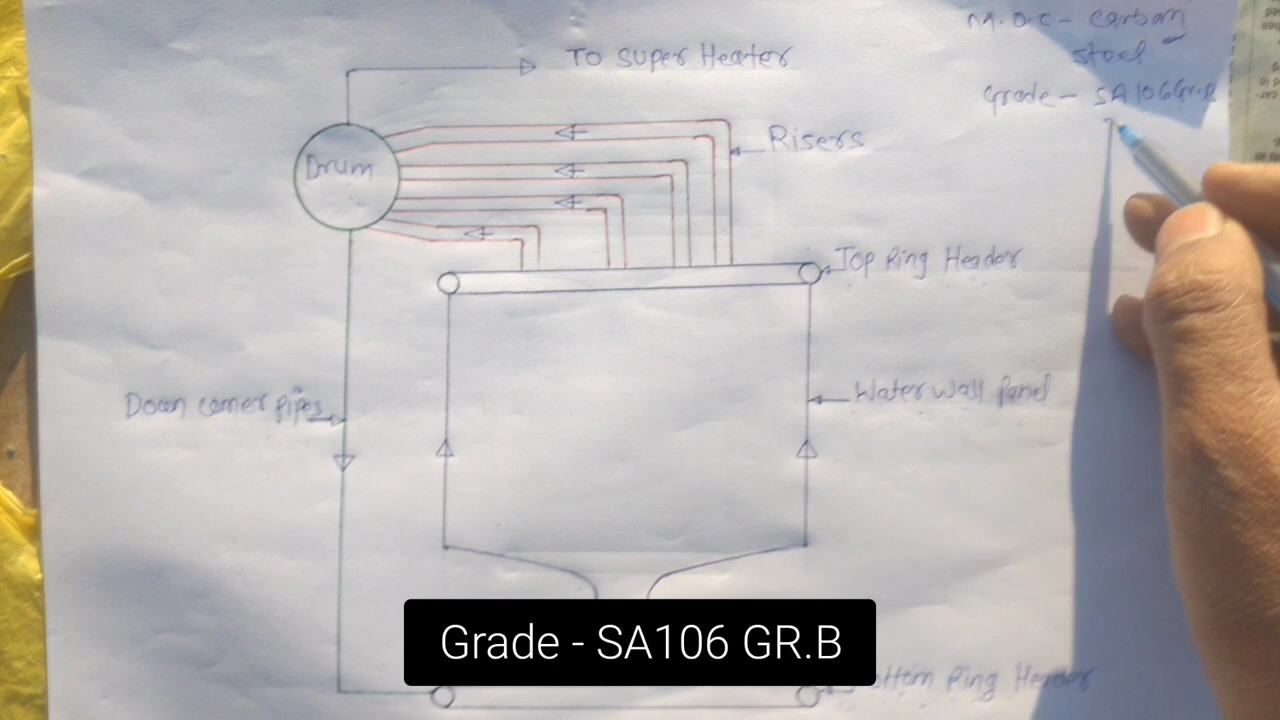 M.O.C - Carbon
steel
Grade - SA106Gr.B
To Super Heater
Drum
Risers
Top Ring Header
Down comer pipes
Water wall panel
Grade - SA106 GR.B
ottom Ring Header